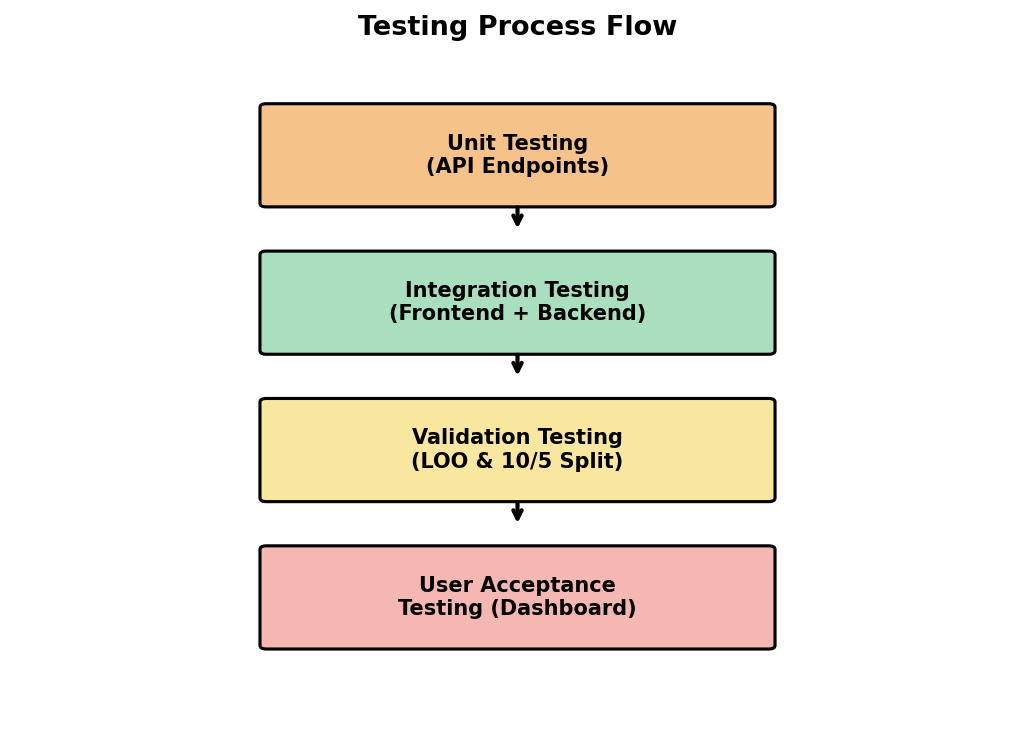 Testing Process Flow
Unit Testing
(API Endpoints)
Integration Testing
(Frontend + Backend)
Validation Testing
(LOO & 10/5 Split)
User Acceptance
Testing (Dashboard)